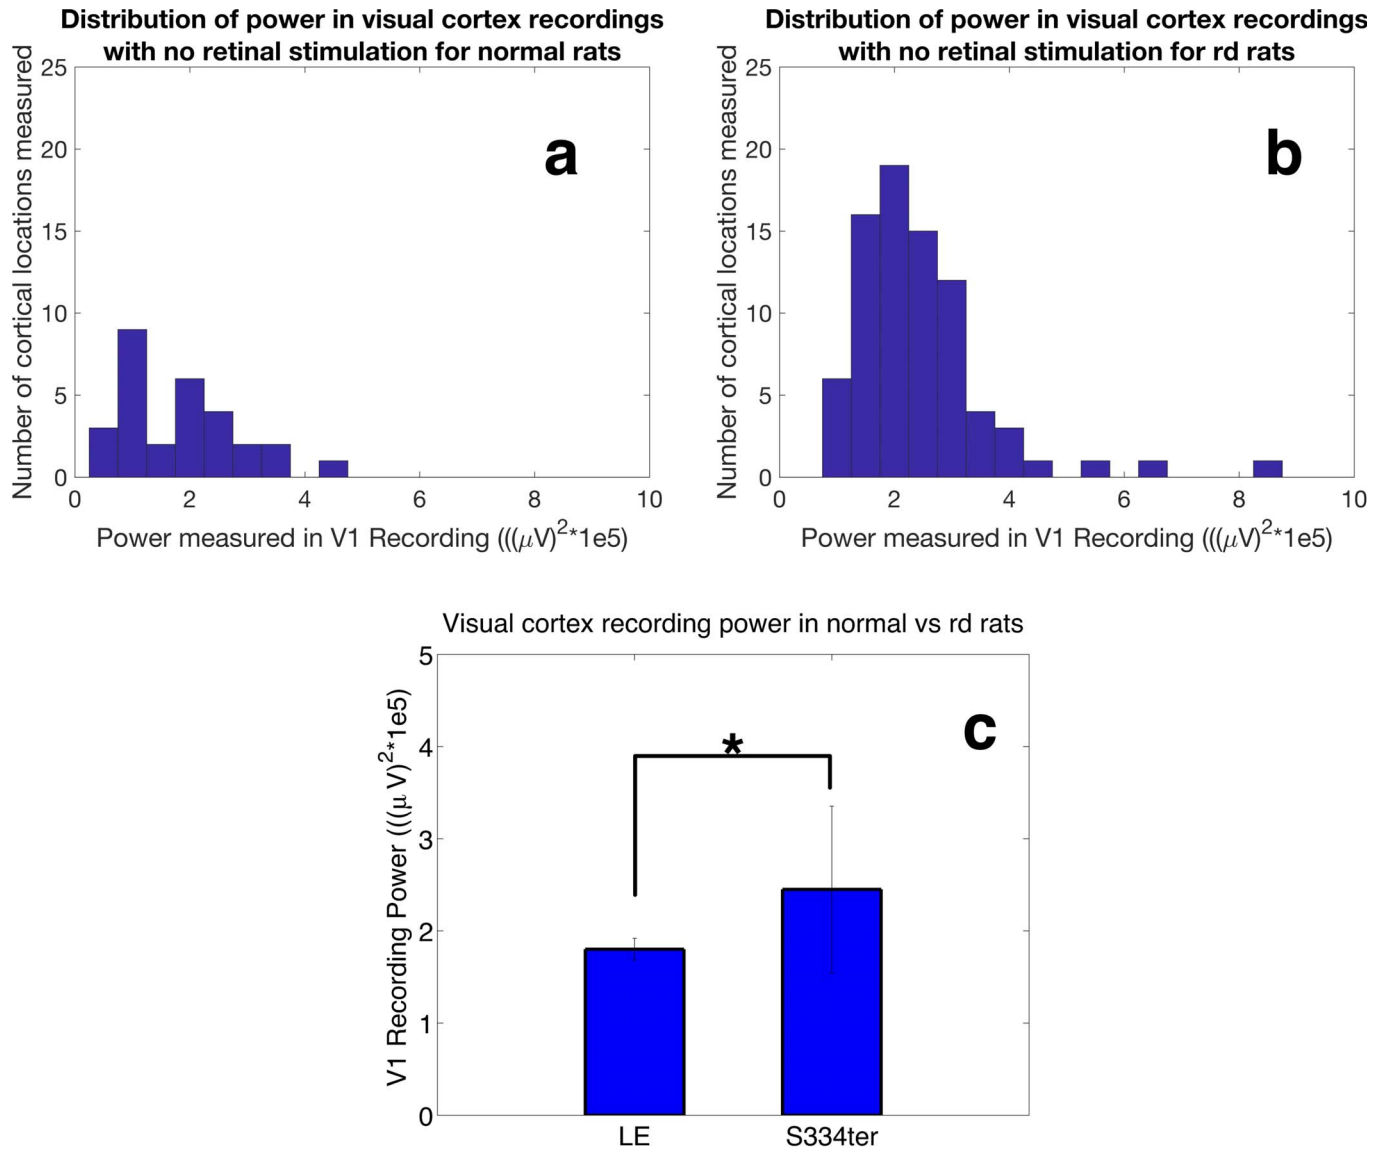 Distribution of power in visual cortex recordings
with no retinal stimulation for normal rats
25
20
15
10
5
0
0 2 4 6 8 10
Number of cortical locations measured
Power measured in V1 Recording (((μV)2*1e5)
a
Distribution of power in visual cortex recordings
with no retinal stimulation for rd rats
25
20
15
10
5
0
0 2 4 6 8 10
Number of cortical locations measured
Power measured in V1 Recording (((μV)2*1e5)
b
Visual cortex recording power in normal vs rd rats
5
4
3
2
1
0
V1 Recording Power (((μ V)2*1e5)
*
c
LE S334ter